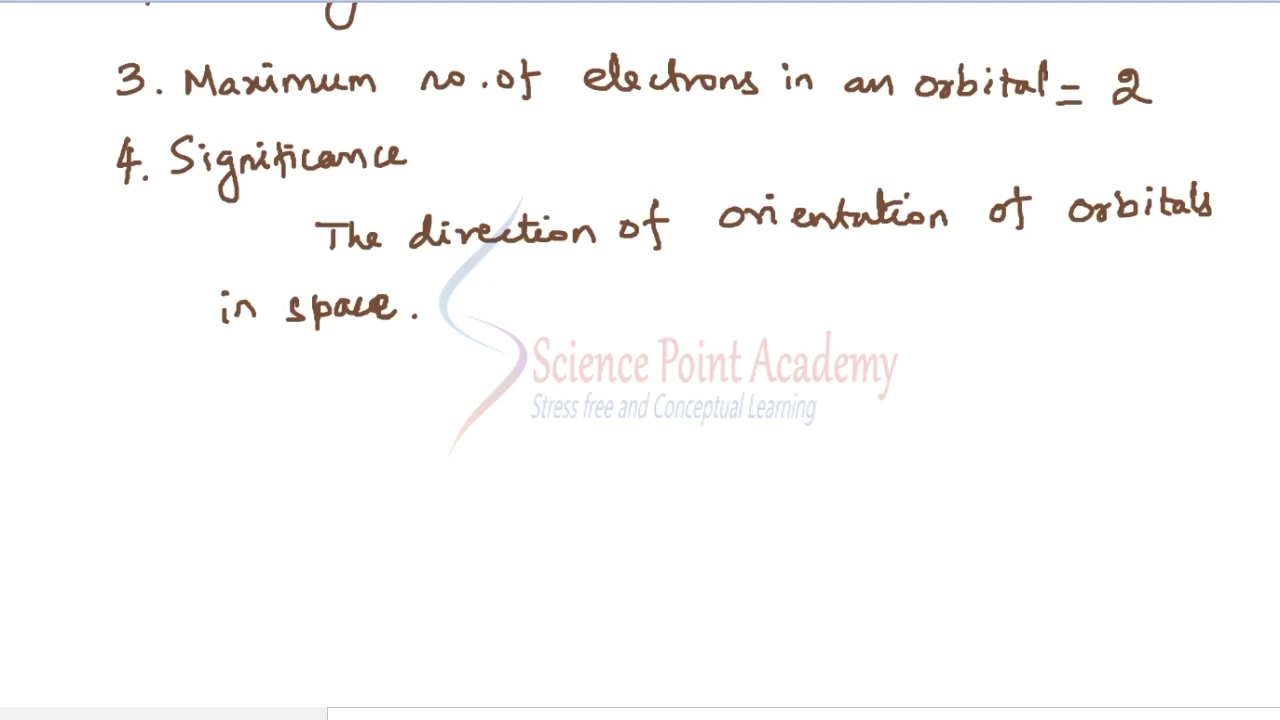 3. Maximum no. of electrons in an orbital = 2
4. Significance
The direction of orientation of orbitals
in space.
Science Point Academy
Stress free and Conceptual Learning